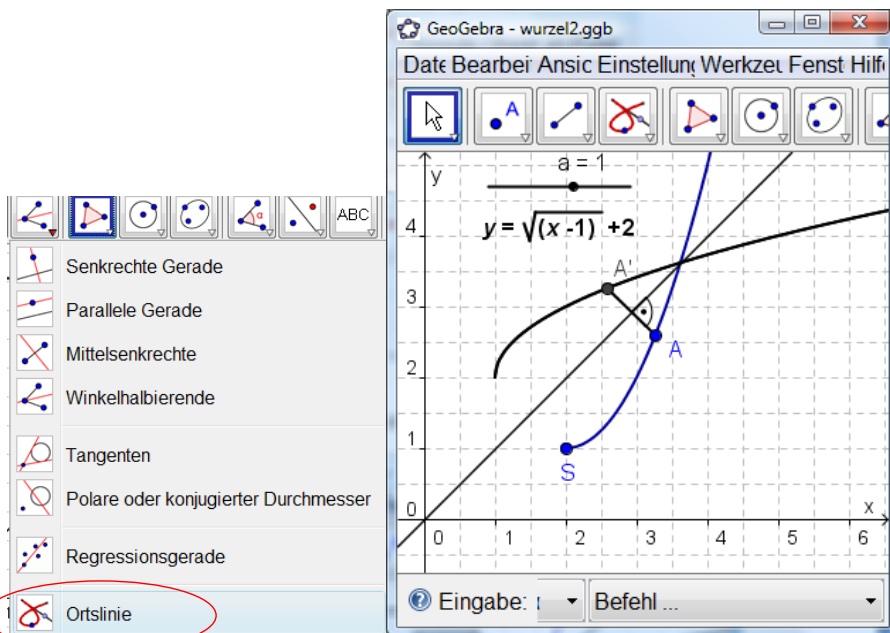 GeoGebra - wurzel2.ggb
Date Bearbei Ansic Einstellung Werkzeu Fenst Hilfe
A
a = 1
y
y = √(x -1) +2
4
A'
3
A
2
1
S
0
x
0 1 2 3 4 5 6
Eingabe: Befehl ...
α ABC
Senkrechte Gerade
Parallele Gerade
Mittelsenkrechte
Winkelhalbierende
Tangenten
Polare oder konjugierter Durchmesser
Regressionsgerade
Ortslinie